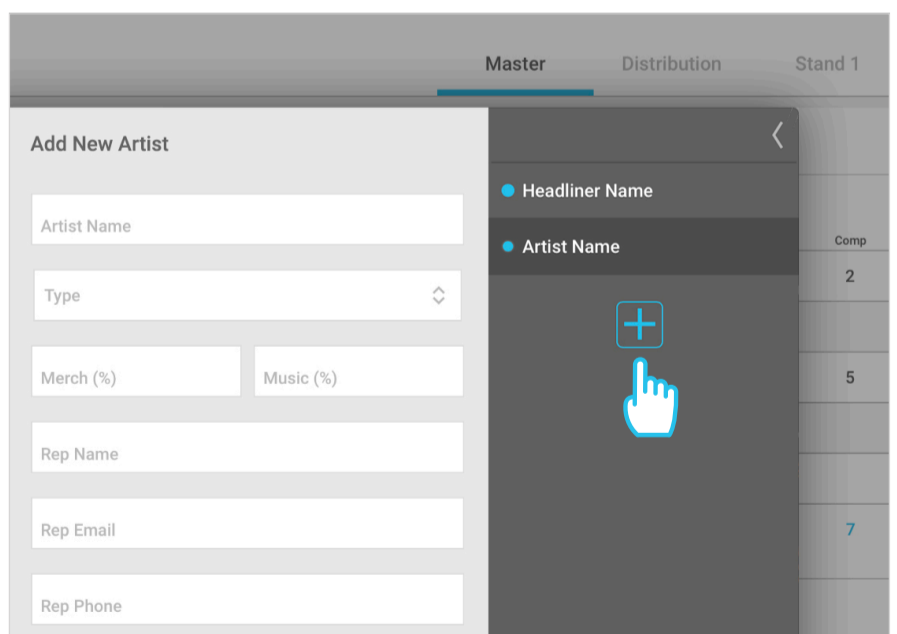 Master Distribution Stand 1
Add New Artist
Artist Name
Type
Merch (%) Music (%)
Rep Name
Rep Email
Rep Phone
Headliner Name
Artist Name
Comp
2
5
7